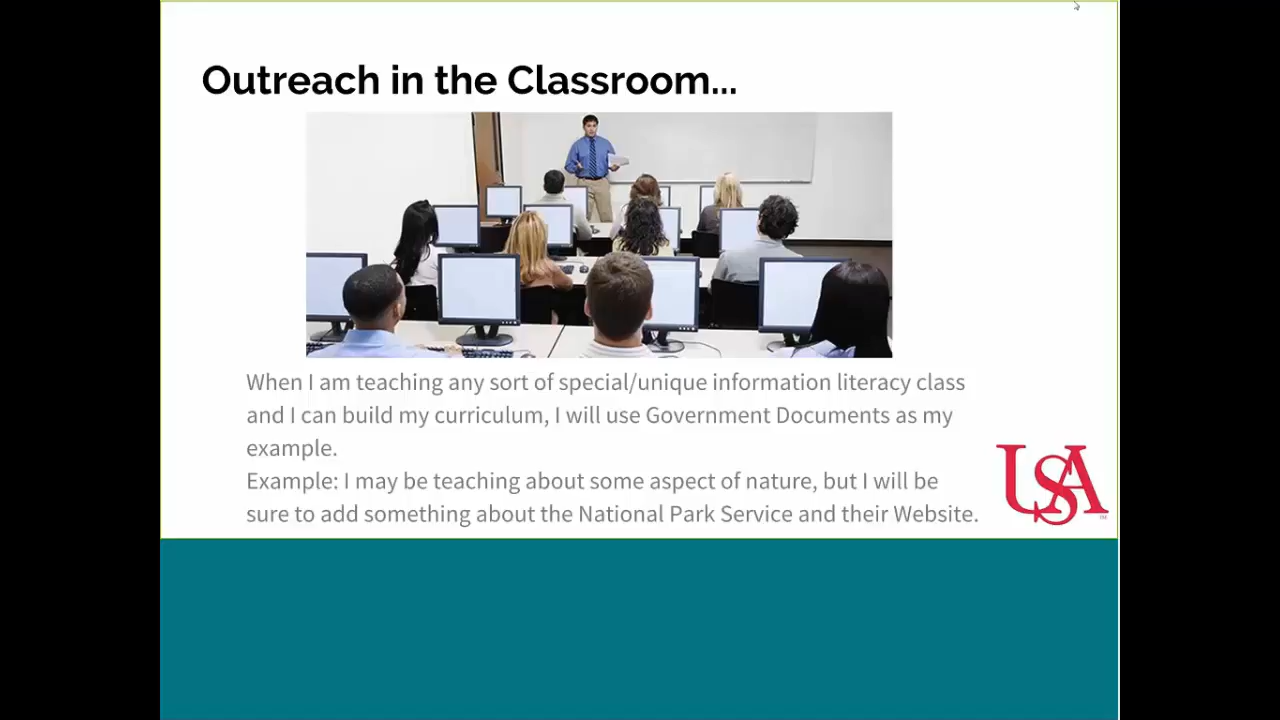 Outreach in the Classroom...
When I am teaching any sort of special/unique information literacy class
and I can build my curriculum, I will use Government Documents as my
example.
Example: I may be teaching about some aspect of nature, but I will be
sure to add something about the National Park Service and their Website.
USA
TM